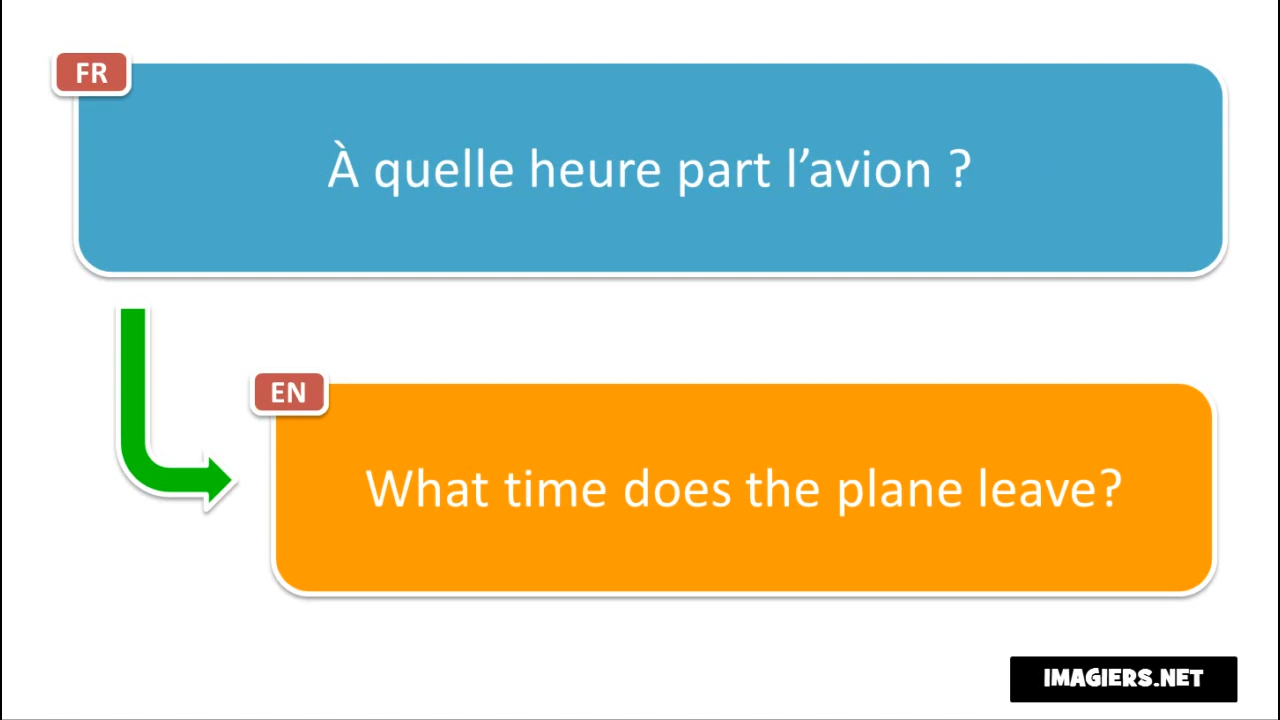 FR
À quelle heure part l’avion ?
EN
What time does the plane leave?
IMAGIERS.NET